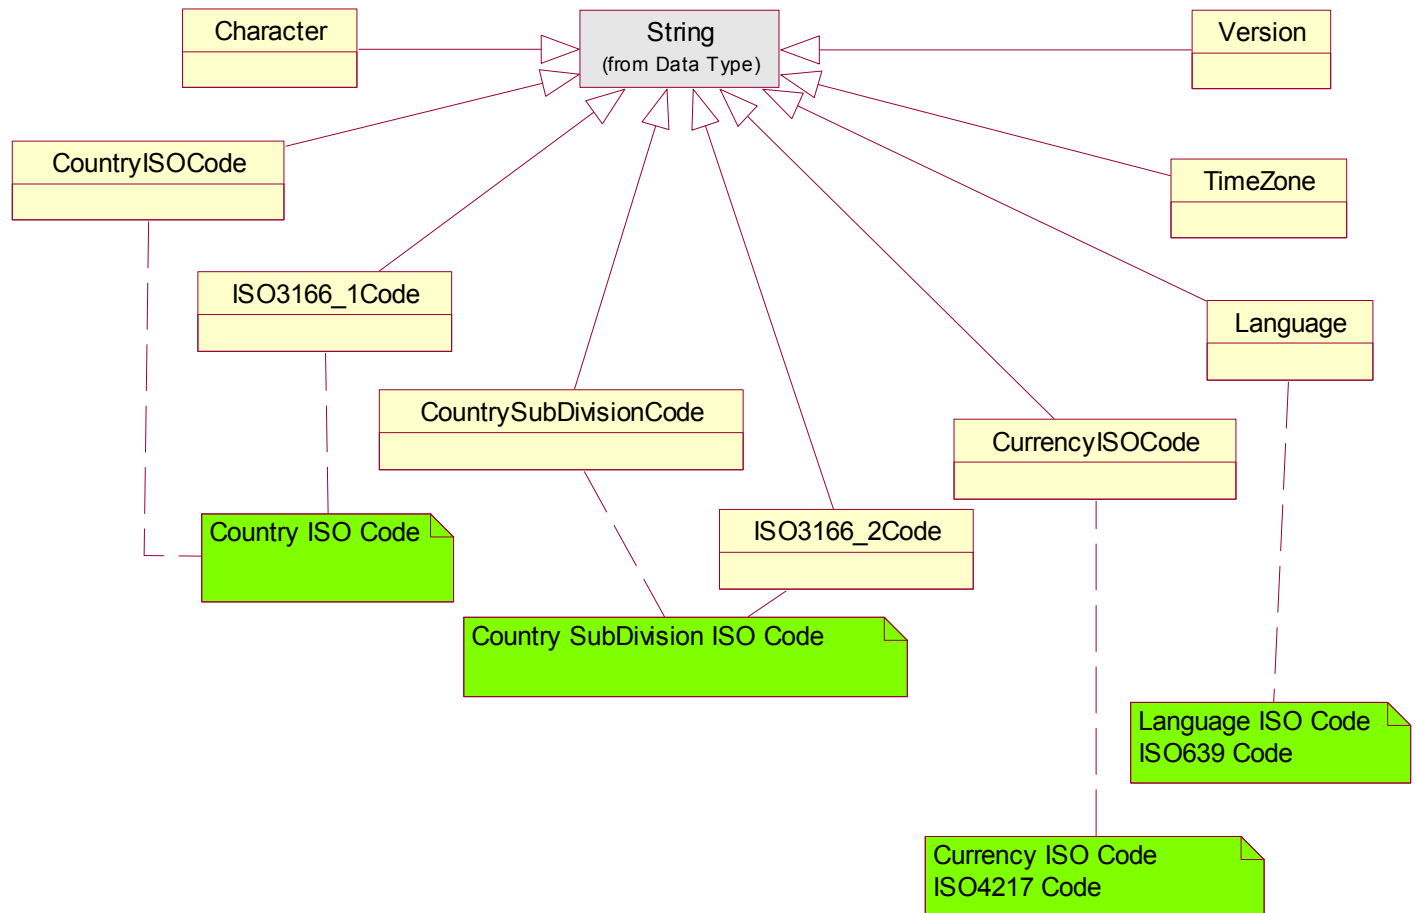 Character
String
(from Data Type)
Version
CountryISOCode
TimeZone
ISO3166_1Code
Language
CountrySubDivisionCode
CurrencyISOCode
Country ISO Code
ISO3166_2Code
Country SubDivision ISO Code
Language ISO Code
ISO639 Code
Currency ISO Code
ISO4217 Code